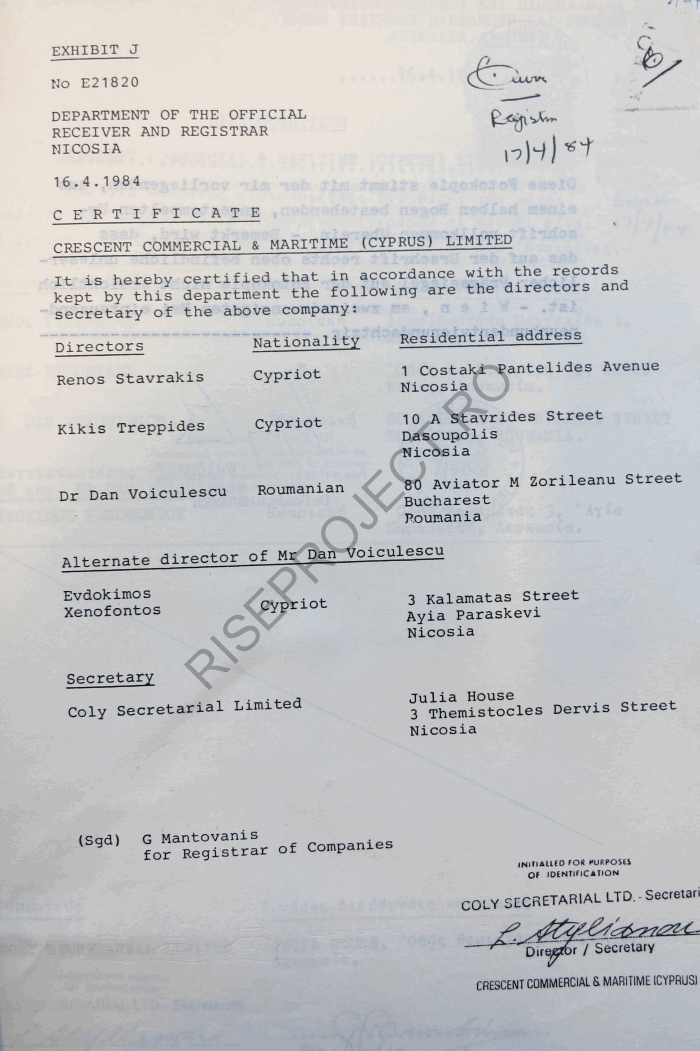 EXHIBIT J
No E21820
DEPARTMENT OF THE OFFICIAL
RECEIVER AND REGISTRAR
NICOSIA
Registrar
17/4/84
16.4.1984
C E R T I F I C A T E
CRESCENT COMMERCIAL & MARITIME (CYPRUS) LIMITED
It is hereby certified that in accordance with the records
kept by this department the following are the directors and
secretary of the above company:
Directors Nationality Residential address
Renos Stavrakis Cypriot 1 Costaki Pantelides Avenue
Nicosia
Kikis Treppides Cypriot 10 A Stavrides Street
Dasoupolis
Nicosia
Dr Dan Voiculescu Roumanian 80 Aviator M Zorileanu Street
Bucharest
Roumania
Alternate director of Mr Dan Voiculescu
Evdokimos
Xenofontos Cypriot 3 Kalamatas Street
Ayia Paraskevi
Nicosia
Secretary
Coly Secretarial Limited Julia House
3 Themistocles Dervis Street
Nicosia
(Sgd) G Mantovanis
for Registrar of Companies
INITIALLED FOR PURPOSES
OF IDENTIFICATION
COLY SECRETARIAL LTD. - Secretari
L. Stylianou
Director / Secretary
CRESCENT COMMERCIAL & MARITIME (CYPRUS)
RISEPROJECT.RO